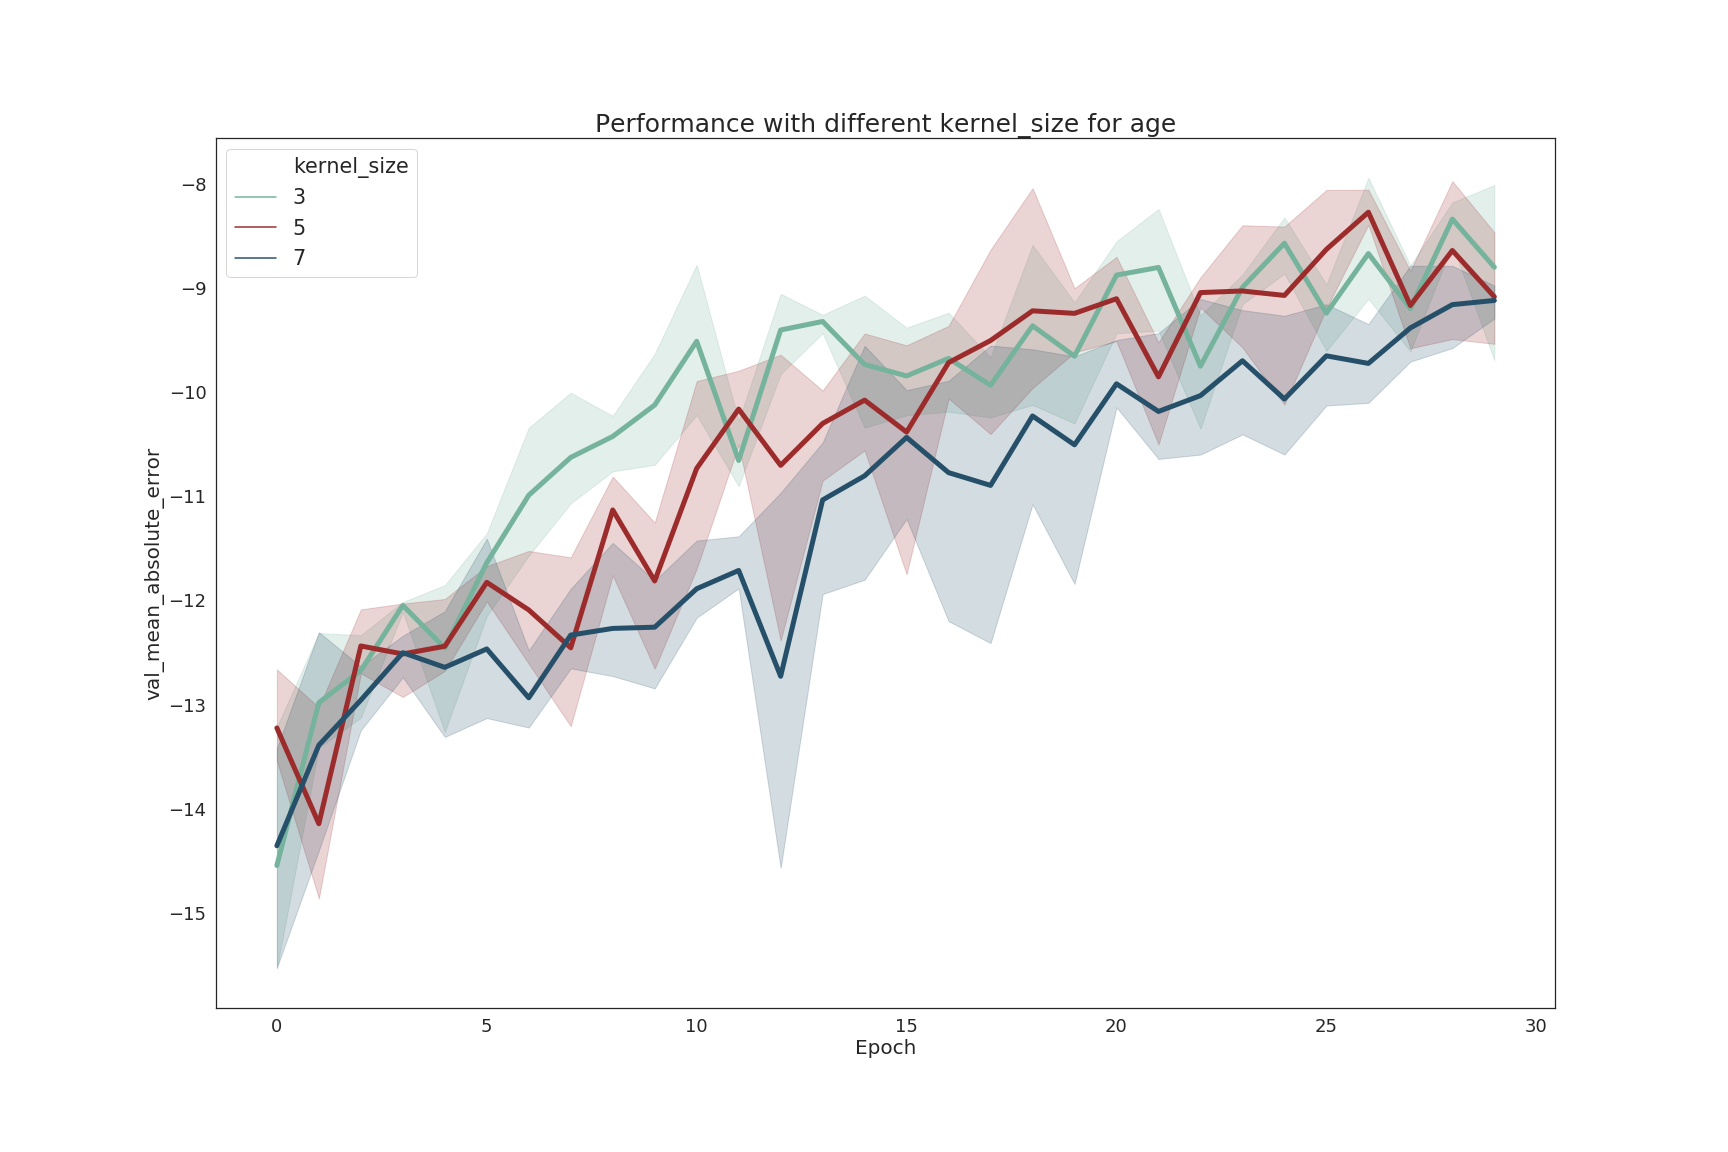 Performance with different kernel_size for age
kernel_size
3
5
7
−8
−9
−10
−11
−12
−13
−14
−15
val_mean_absolute_error
0 5 10 15 20 25 30
Epoch